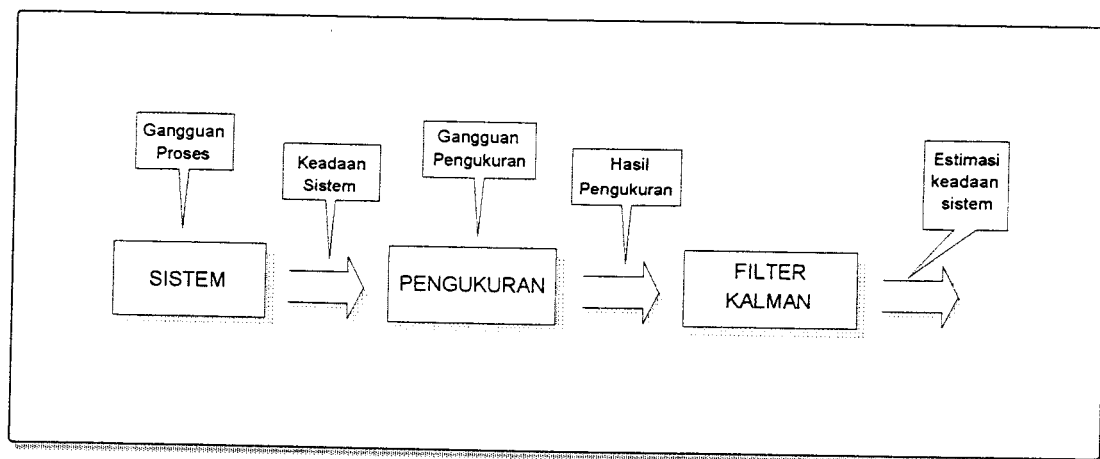 Gangguan
Proses
Keadaan
Sistem
Gangguan
Pengukuran
Hasil
Pengukuran
Estimasi
keadaan
sistem
SISTEM
PENGUKURAN
FILTER
KALMAN